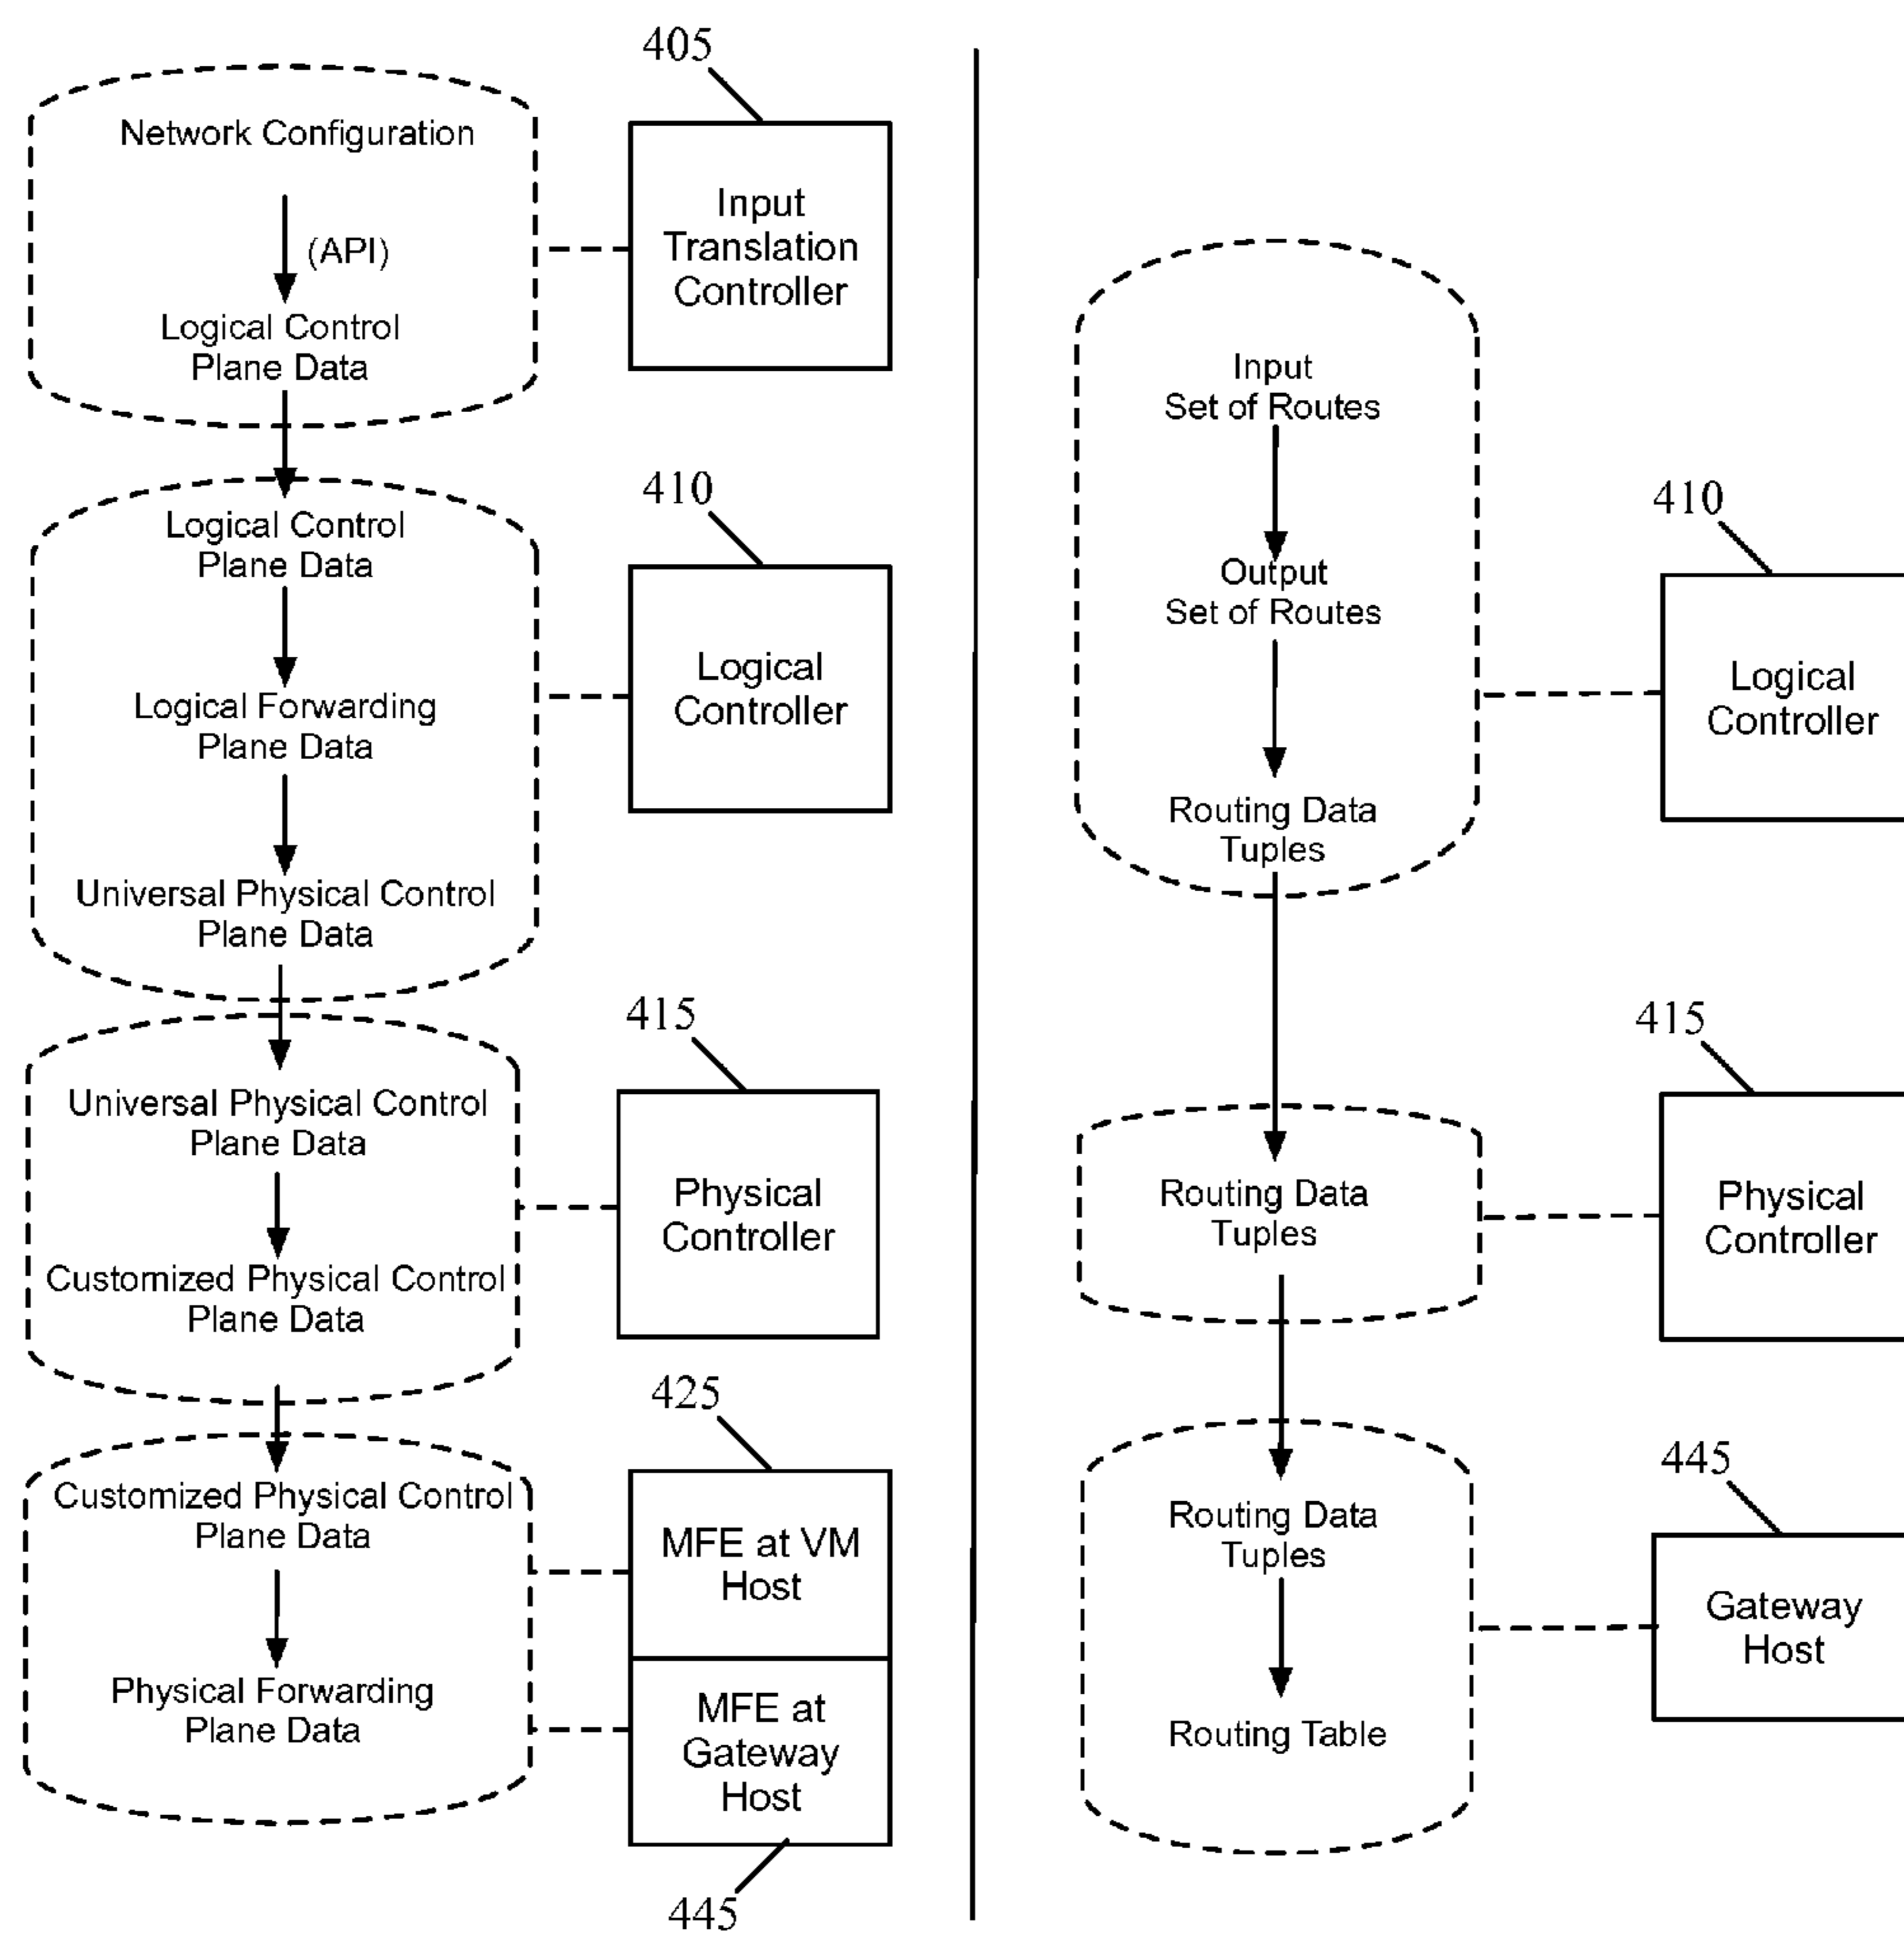 405
Network Configuration
(API)
Logical Control
Plane Data
Input
Translation
Controller
410
Logical Control
Plane Data
Logical Forwarding
Plane Data
Universal Physical Control
Plane Data
Logical
Controller
415
Universal Physical Control
Plane Data
Customized Physical Control
Plane Data
Physical
Controller
425
Customized Physical Control
Plane Data
Physical Forwarding
Plane Data
MFE at VM
Host
MFE at
Gateway
Host
445
Input
Set of Routes
Output
Set of Routes
Routing Data
Tuples
410
Logical
Controller
415
Routing Data
Tuples
Physical
Controller
445
Routing Data
Tuples
Routing Table
Gateway
Host